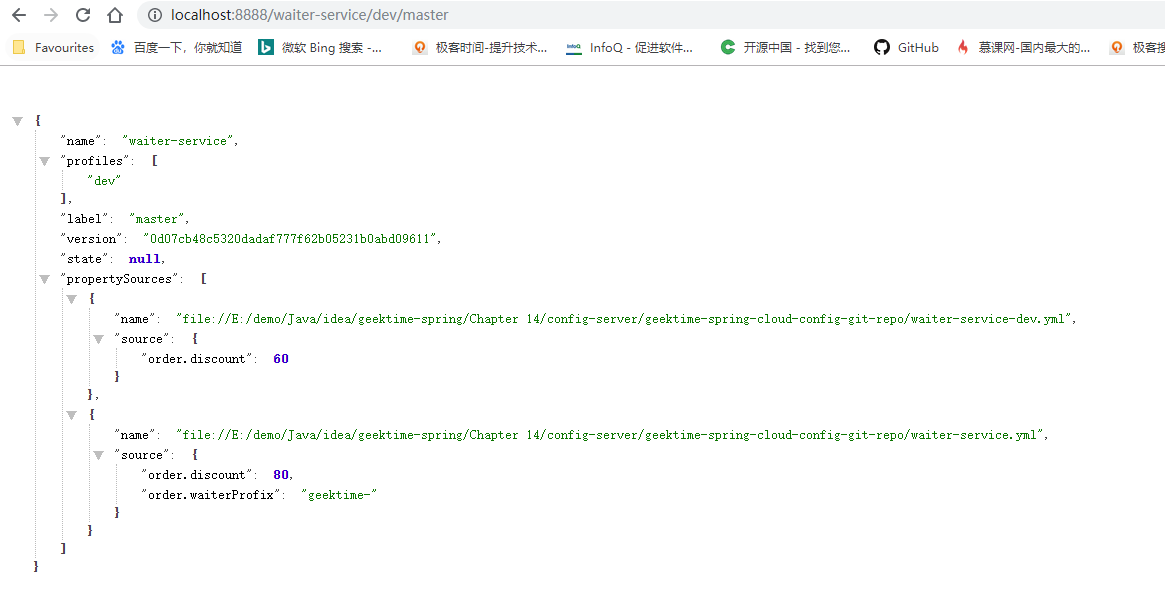 localhost:8888/waiter-service/dev/master
Favourites 百度一下，你就知道 微软 Bing 搜索 -... 极客时间-提升技术... InfoQ InfoQ - 促进软件... 开源中国 - 找到您... GitHub 慕课网-国内最大的... 极客搜
{
"name": "waiter-service",
"profiles": [
"dev"
],
"label": "master",
"version": "0d07cb48c5320dadaf777f62b05231b0abd09611",
"state": null,
"propertySources": [
{
"name": "file://E:/demo/Java/idea/geektime-spring/Chapter 14/config-server/geektime-spring-cloud-config-git-repo/waiter-service-dev.yml",
"source": {
"order.discount": 60
}
},
{
"name": "file://E:/demo/Java/idea/geektime-spring/Chapter 14/config-server/geektime-spring-cloud-config-git-repo/waiter-service.yml",
"source": {
"order.discount": 80,
"order.waiterProfix": "geektime-"
}
}
]
}